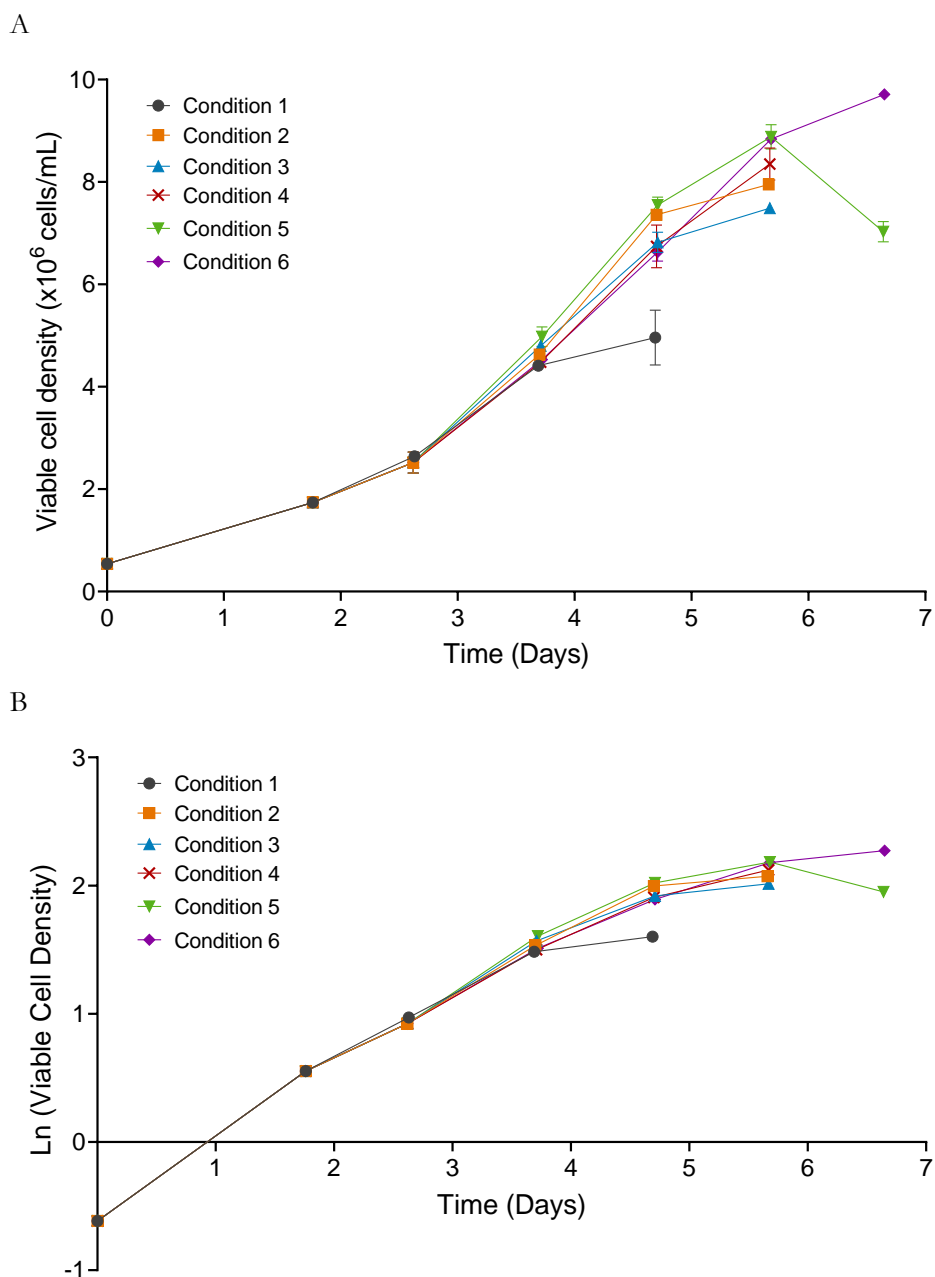 A
10
8
6
4
2
0
Viable cell density (x10⁶ cells/mL)
Condition 1
Condition 2
Condition 3
Condition 4
Condition 5
Condition 6
0 1 2 3 4 5 6 7
Time (Days)
B
3
2
1
0
-1
Ln (Viable Cell Density)
Condition 1
Condition 2
Condition 3
Condition 4
Condition 5
Condition 6
1 2 3 4 5 6 7
Time (Days)